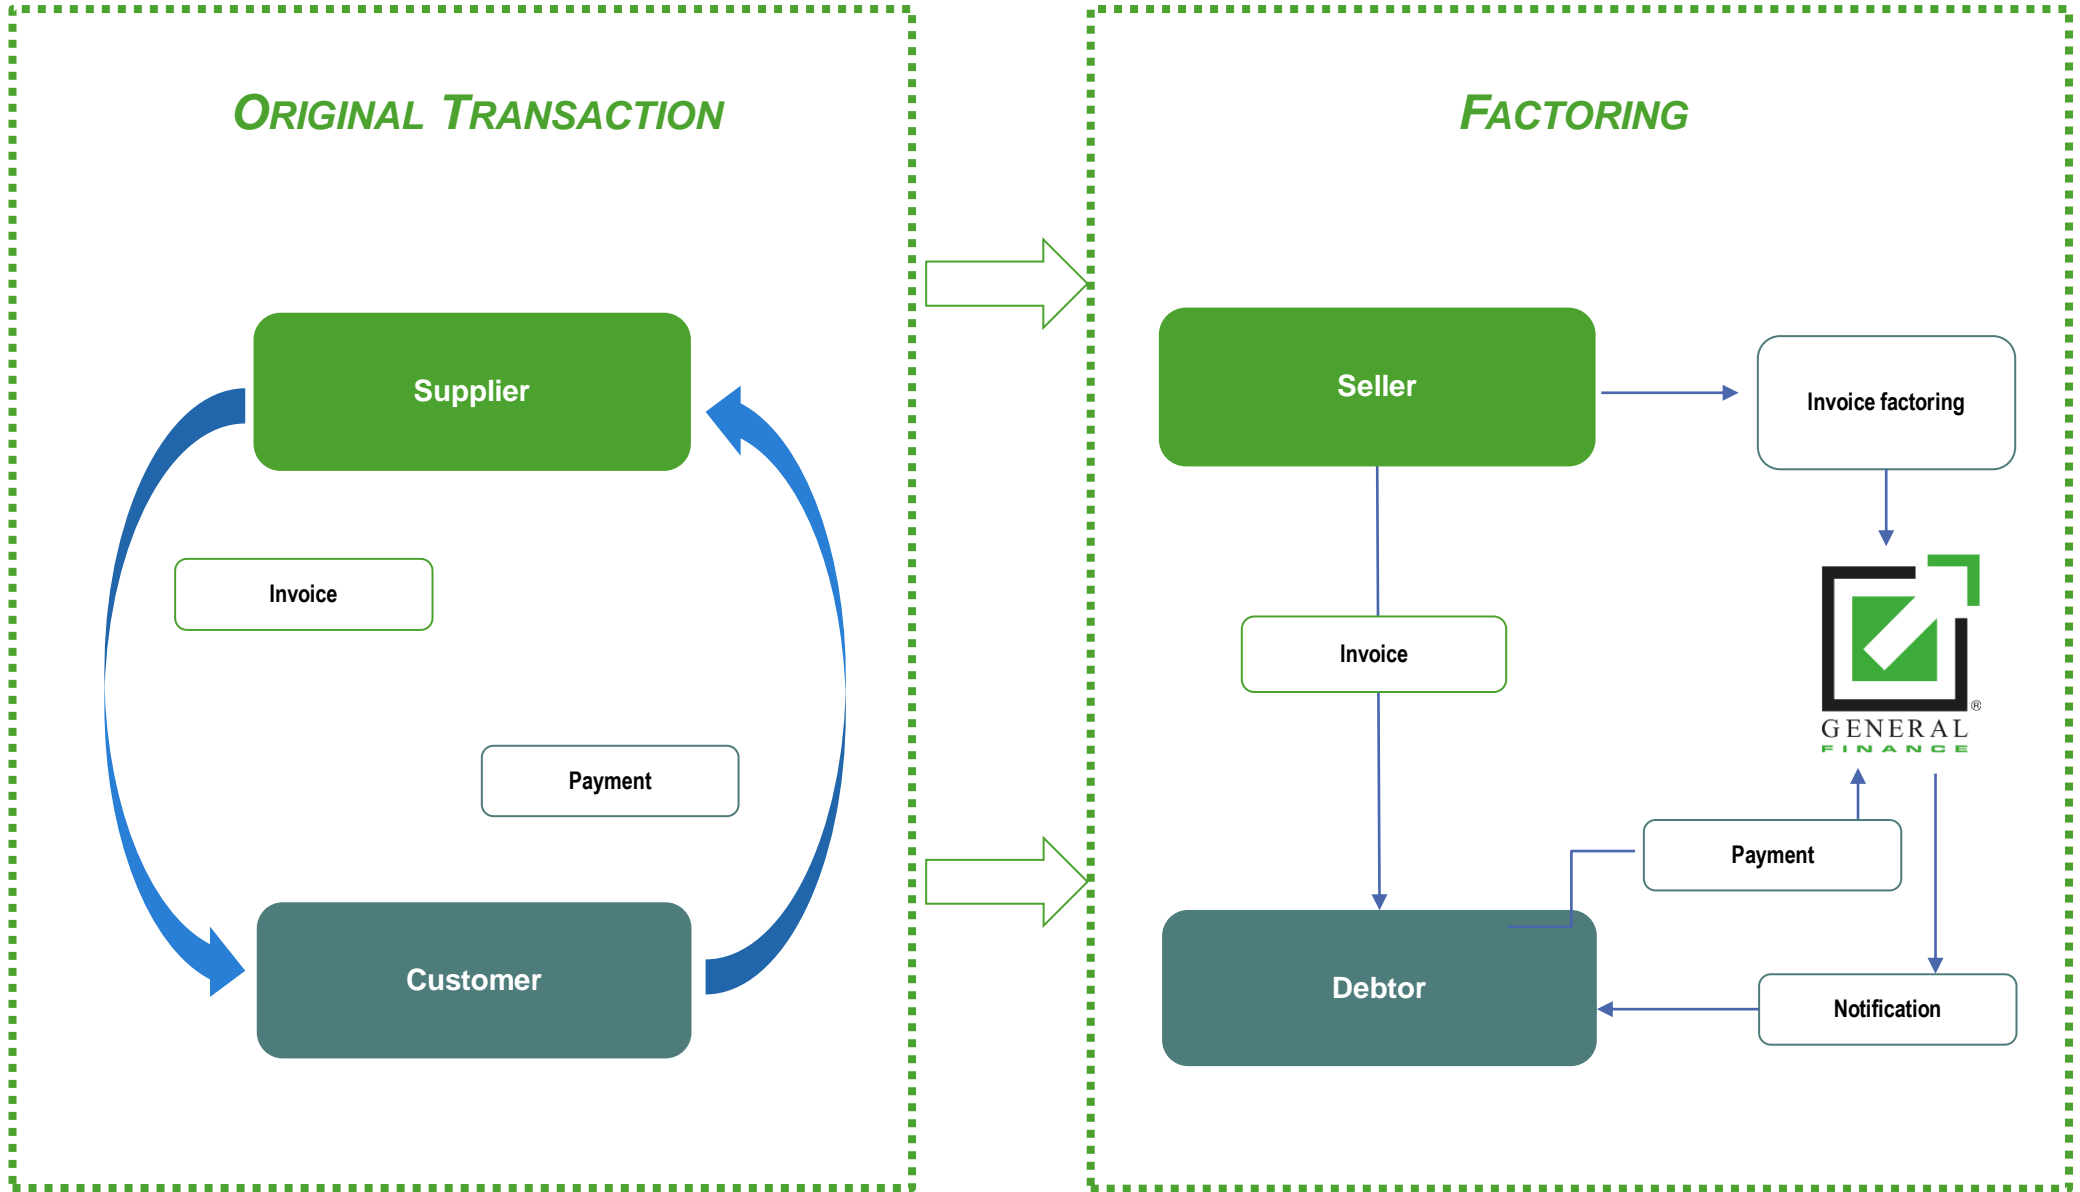 ORIGINAL TRANSACTION
Supplier
Invoice
Payment
Customer
FACTORING
Seller
Invoice factoring
Invoice
GENERAL ®
FINANCE
Payment
Debtor
Notification